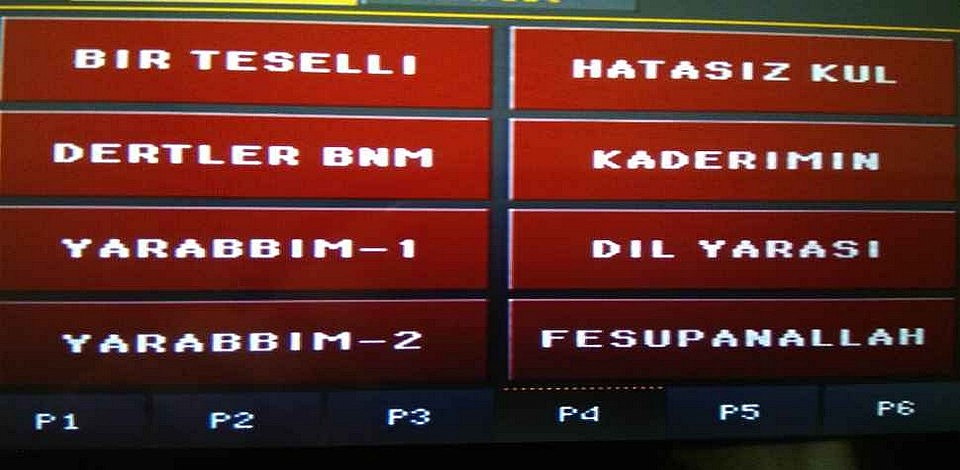 BIR TESELLI
HATASIZ KUL
DERTLER BNM
KADERIMIN
YARABBIM-1
DIL YARASI
YARABBIM-2
FESUPANALLAH
P1 P2 P3 P4 P5 P6